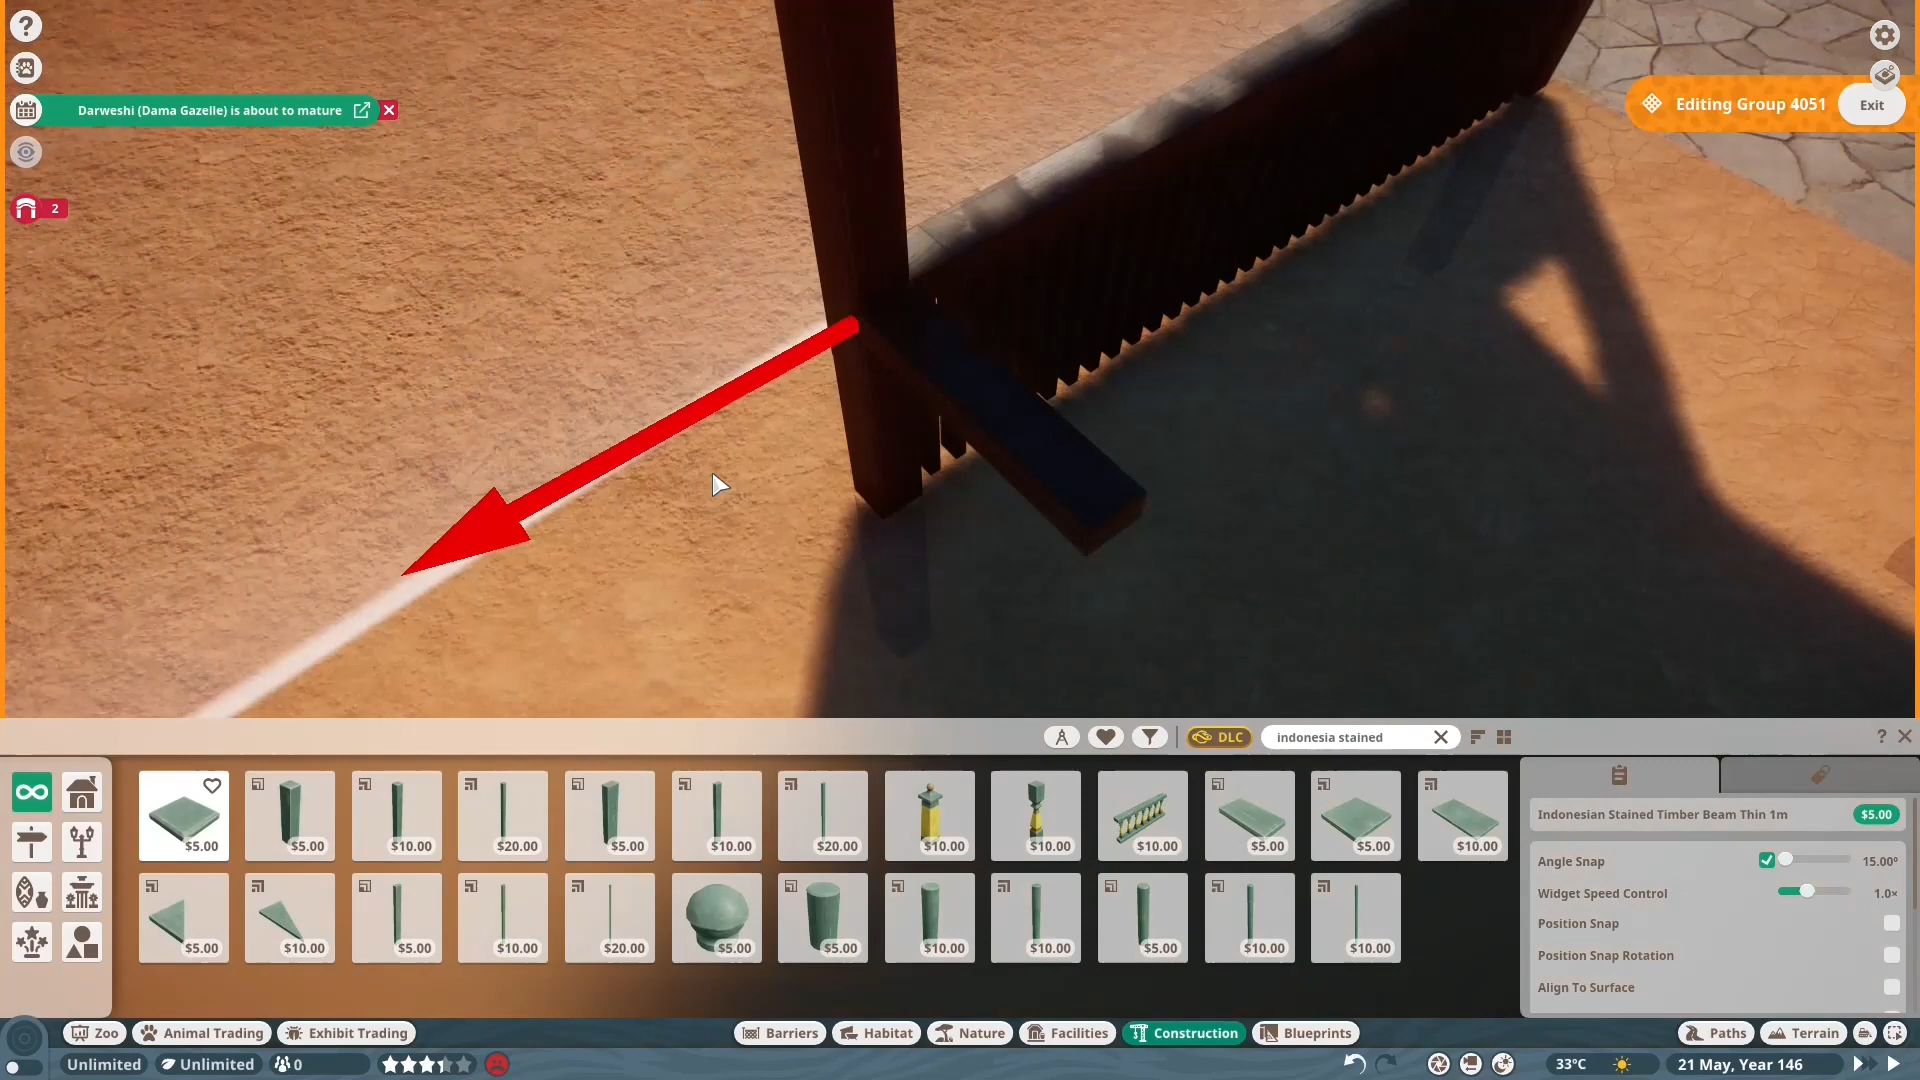 ?
Darweshi (Dama Gazelle) is about to mature
2
Editing Group 4051
Exit
DLC
indonesia stained
?
$5.00
$5.00
$10.00
$20.00
$5.00
$10.00
$20.00
$10.00
$10.00
$10.00
$5.00
$5.00
$10.00
$5.00
$10.00
$5.00
$10.00
$20.00
$5.00
$5.00
$10.00
$10.00
$5.00
$10.00
$10.00
Indonesian Stained Timber Beam Thin 1m
$5.00
Angle Snap
15.00°
Widget Speed Control
1.0×
Position Snap
Position Snap Rotation
Align To Surface
Zoo
Animal Trading
Exhibit Trading
Barriers
Habitat
Nature
Facilities
Construction
Blueprints
Paths
Terrain
Unlimited
Unlimited
0
33°C
21 May, Year 146